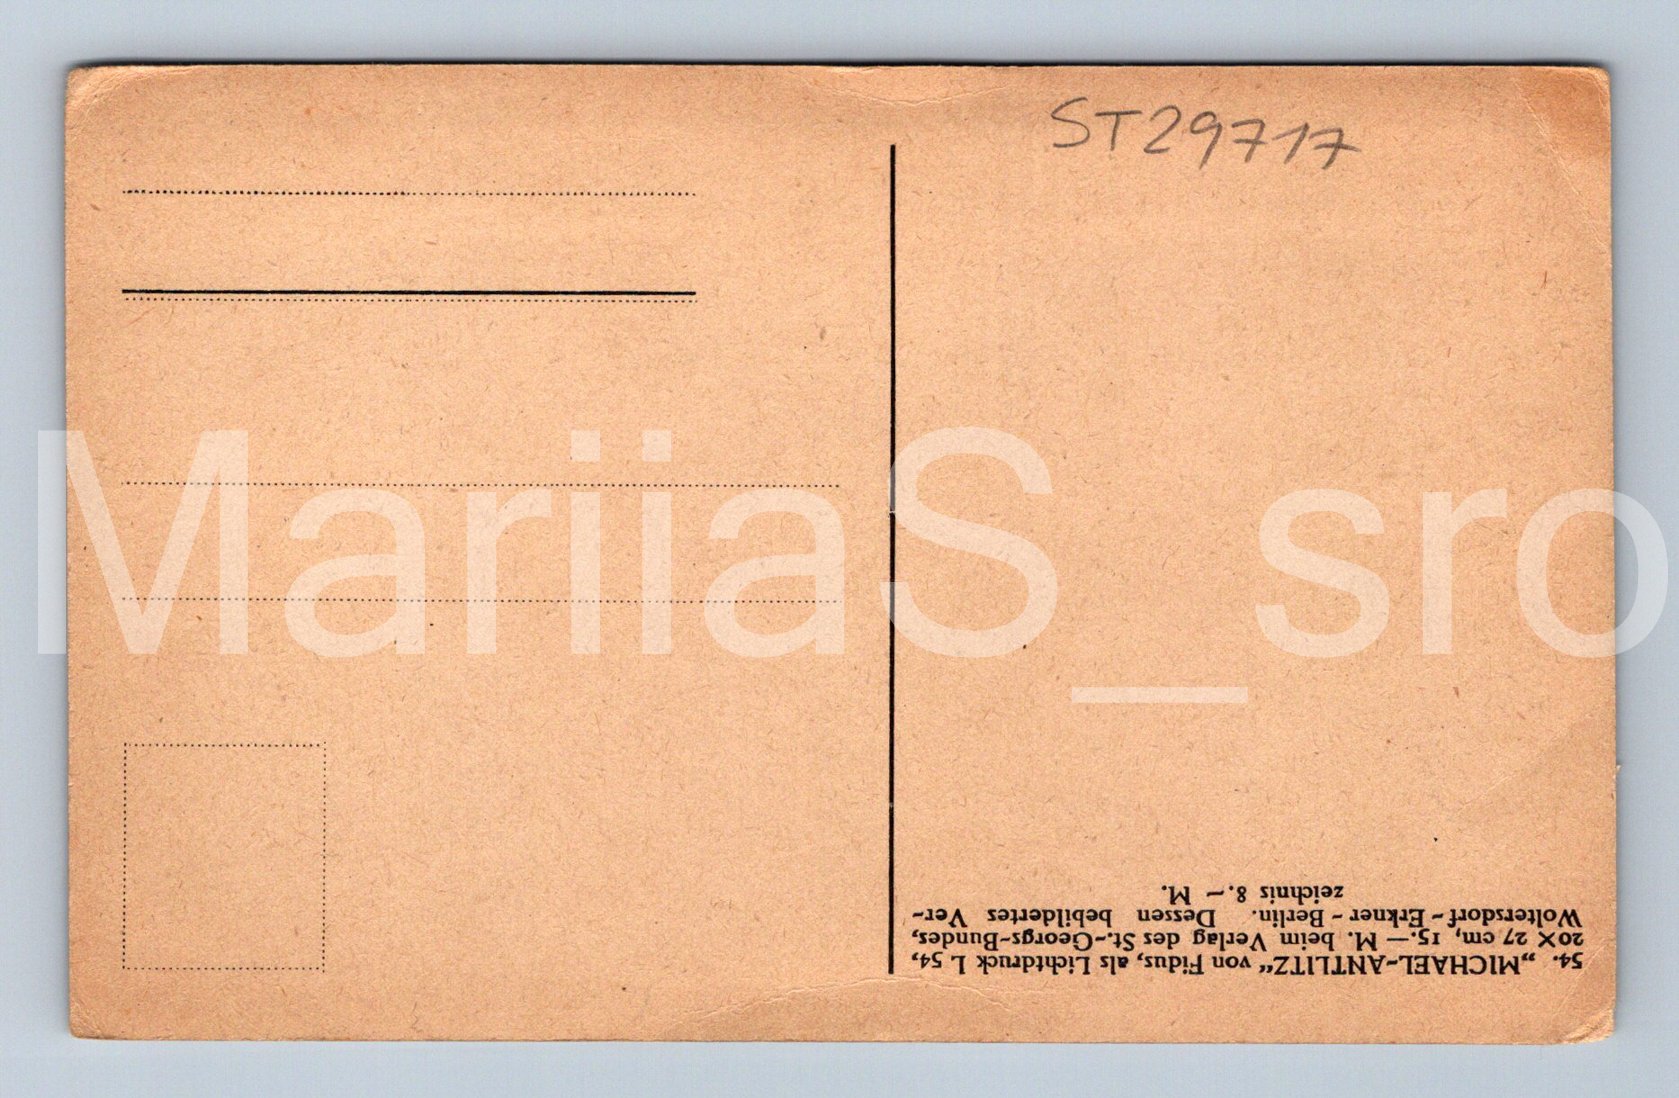 ST29717
MariiaS_sro
54. „MICHAEL-ANTLITZ“ von Fidus, als Lichtdruck L 54,
20X 27 cm, 15.— M. beim Verlag des St.-Georgs-Bundes,
Woltersdorf - Erkner - Berlin. Dessen bebildertes Ver-
zeichnis 8.— M.